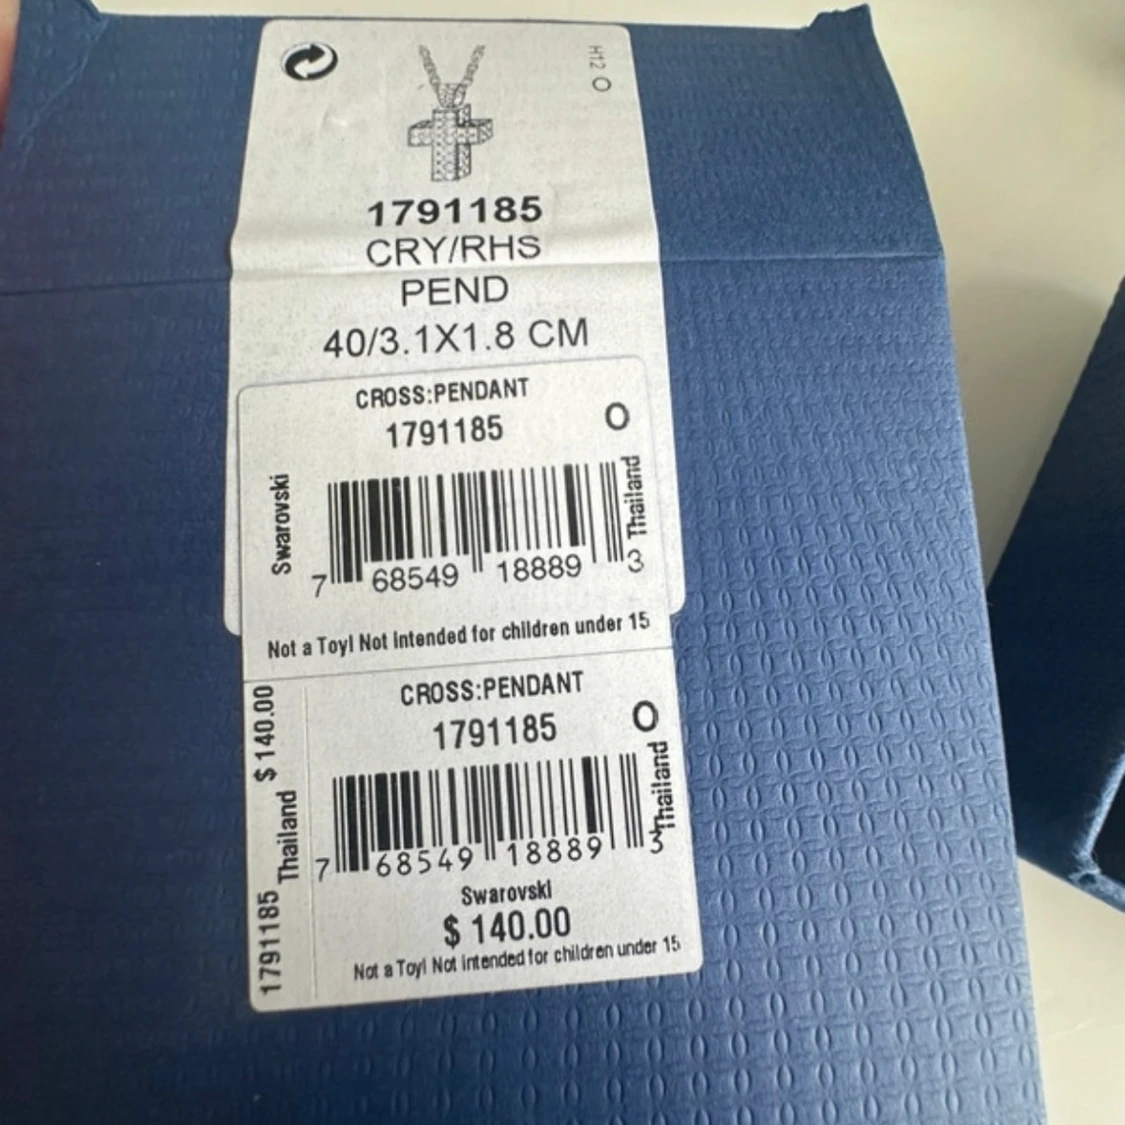 H12 O
1791185
CRY/RHS
PEND
40/3.1X1.8 CM
CROSS:PENDANT
1791185
O
Swarovski
Thailand
7 68549 18889 3
Not a Toy! Not Intended for children under 15
CROSS:PENDANT
1791185
O
1791185 Thailand $ 140.00
Thailand
7 68549 18889 3
Swarovski
$ 140.00
Not a Toy! Not intended for children under 15